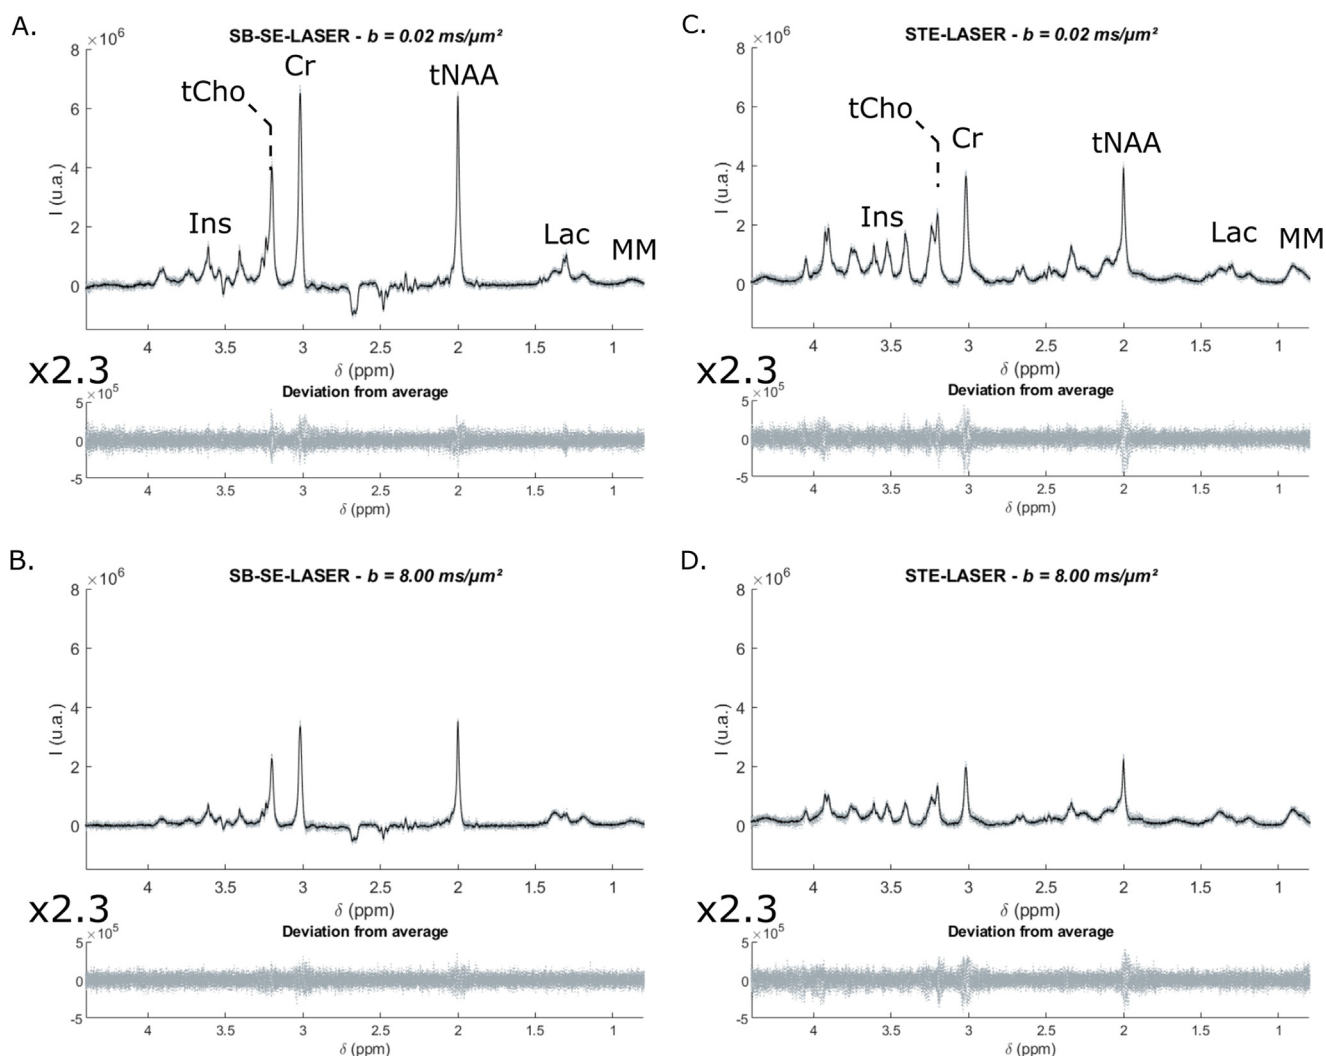 A.
×10⁶
SB-SE-LASER - b = 0.02 ms/µm²
8
6
4
2
0
I (u.a.)
tCho
Cr
tNAA
Ins
Lac
MM
4 3.5 3 2.5 2 1.5 1
δ (ppm)
x2.3
Deviation from average
×10⁵
5
0
-5
4 3.5 3 2.5 2 1.5 1
δ (ppm)
C.
×10⁶
STE-LASER - b = 0.02 ms/µm²
8
6
4
2
0
I (u.a.)
tCho
Cr
tNAA
Ins
Lac
MM
4 3.5 3 2.5 2 1.5 1
δ (ppm)
x2.3
Deviation from average
×10⁵
5
0
-5
4 3.5 3 2.5 2 1.5 1
δ (ppm)
B.
×10⁶
SB-SE-LASER - b = 8.00 ms/µm²
8
6
4
2
0
I (u.a.)
4 3.5 3 2.5 2 1.5 1
δ (ppm)
x2.3
Deviation from average
×10⁵
5
0
-5
4 3.5 3 2.5 2 1.5 1
δ (ppm)
D.
×10⁶
STE-LASER - b = 8.00 ms/µm²
8
6
4
2
0
I (u.a.)
4 3.5 3 2.5 2 1.5 1
δ (ppm)
x2.3
Deviation from average
×10⁵
5
0
-5
4 3.5 3 2.5 2 1.5 1
δ (ppm)